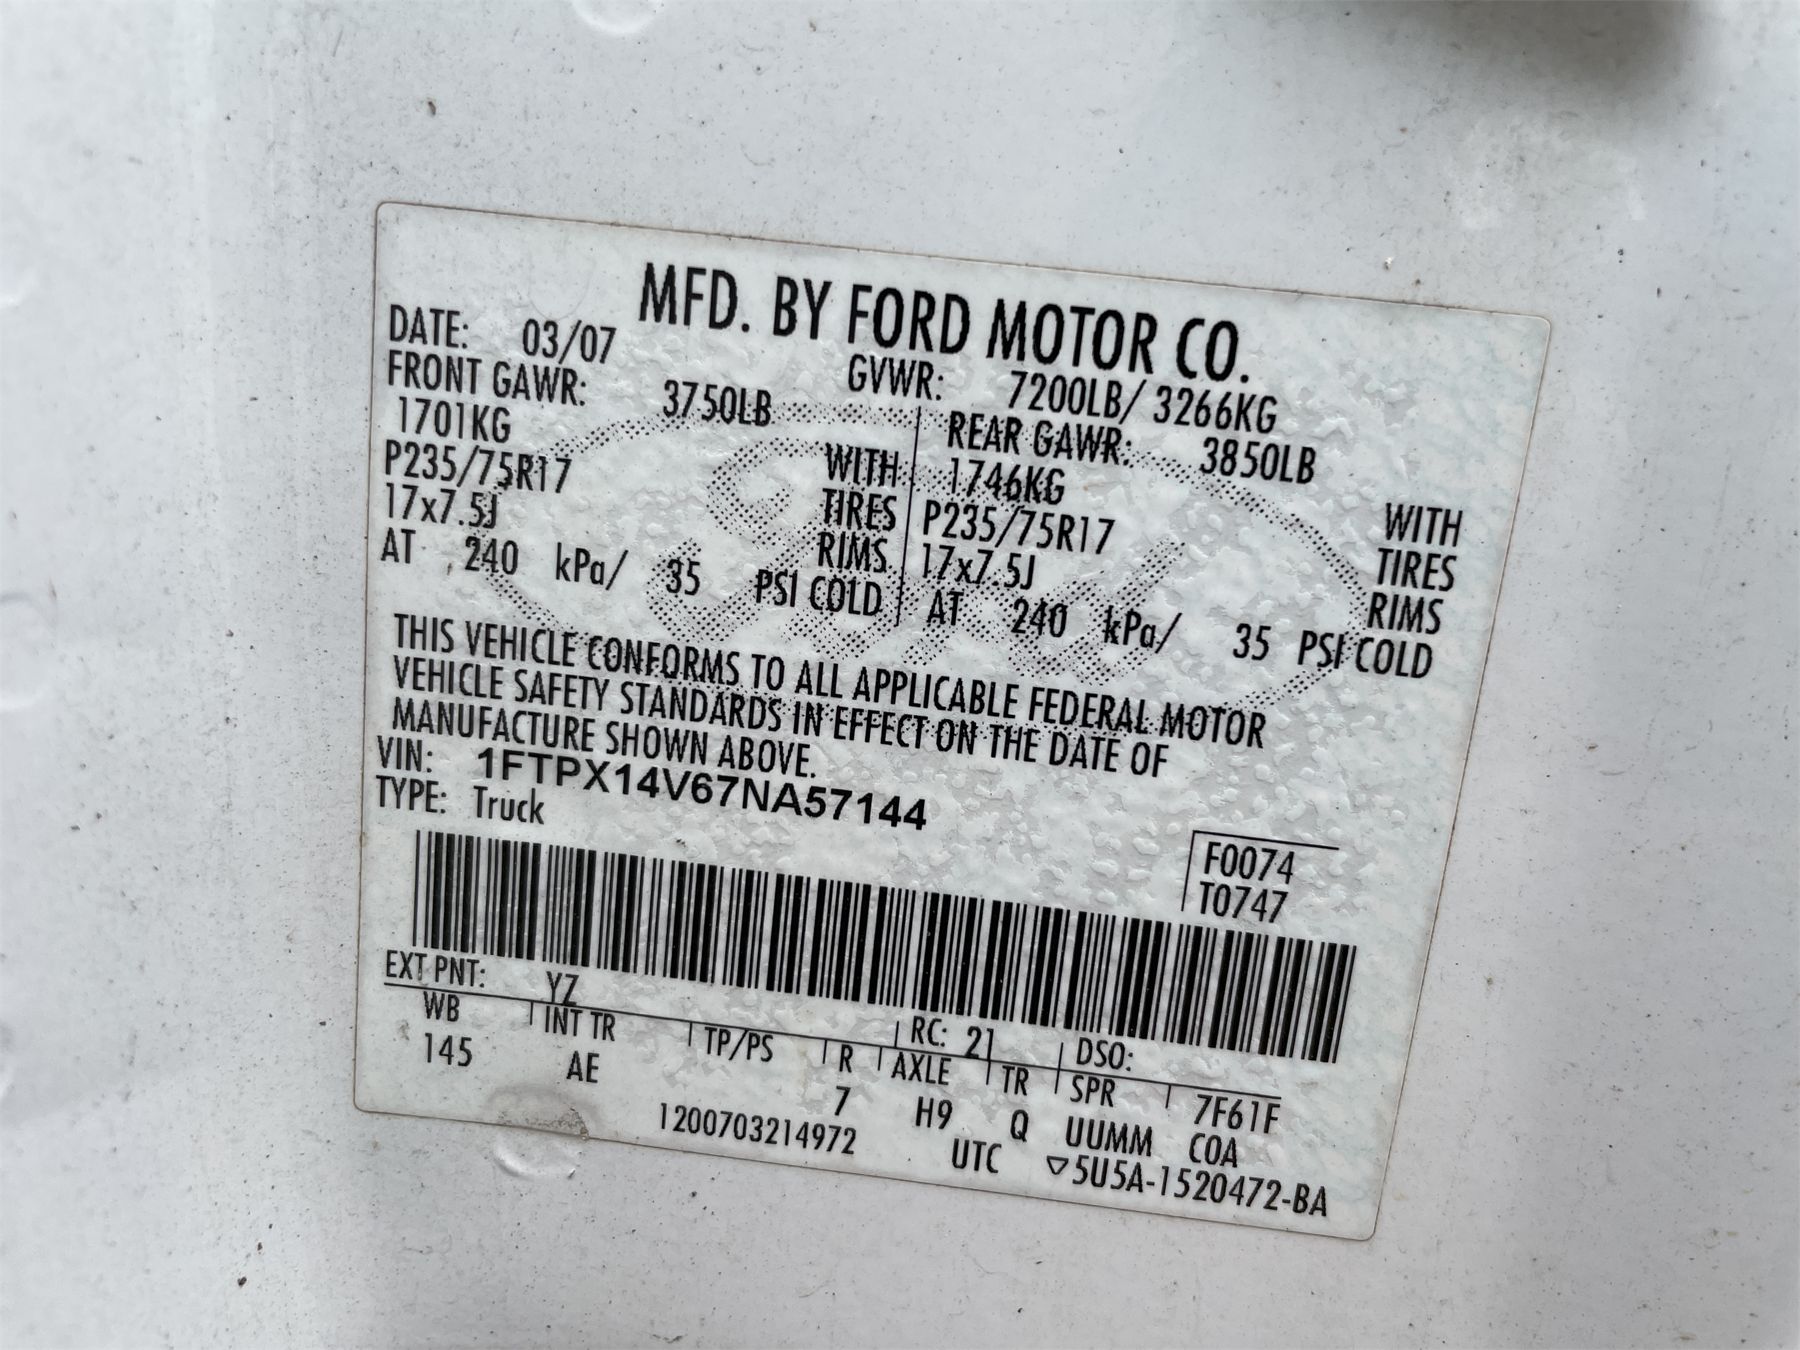 MFD. BY FORD MOTOR CO.
DATE: 03/07 GVWR: 7200LB/ 3266KG
FRONT GAWR: 3750LB REAR GAWR: 3850LB
1701KG WITH 1746KG WITH
P235/75R17 TIRES P235/75R17 TIRES
17x7.5J RIMS 17x7.5J RIMS
AT 240 kPa/ 35 PSI COLD AT 240 kPa/ 35 PSI COLD
THIS VEHICLE CONFORMS TO ALL APPLICABLE FEDERAL MOTOR
VEHICLE SAFETY STANDARDS IN EFFECT ON THE DATE OF
MANUFACTURE SHOWN ABOVE.
VIN: 1FTPX14V67NA57144
TYPE: Truck
F0074
T0747
EXT PNT: YZ RC: 21 DSO:
WB INT TR TP/PS R AXLE TR SPR 7F61F
145 AE 7 H9 Q UUMM COA
1200703214972 UTC ▽5U5A-1520472-BA
Ford